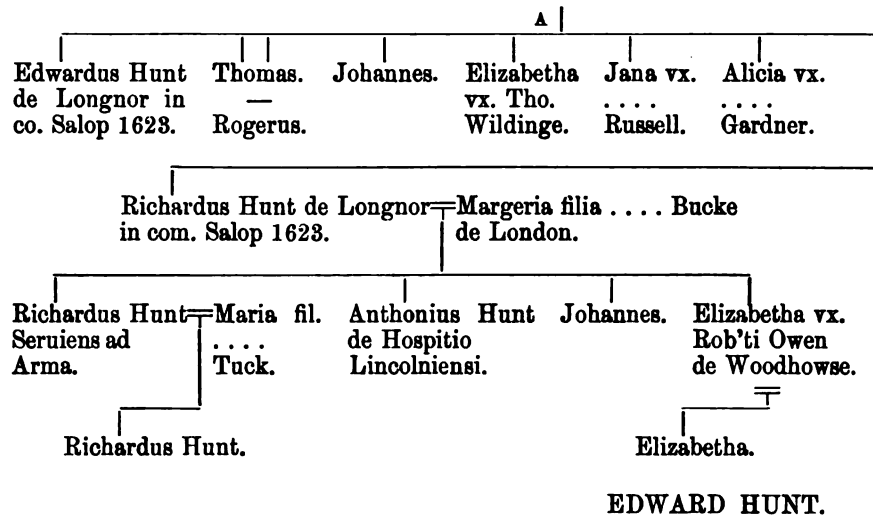 A
Edwardus Hunt
de Longnor in
co. Salop 1623.
Thomas.
—
Rogerus.
Johannes.
Elizabetha
vx. Tho.
Wildinge.
Jana vx.
. . . .
Russell.
Alicia vx.
. . . .
Gardner.
Richardus Hunt de Longnor
in com. Salop 1623.
Margeria filia . . . . Bucke
de London.
Richardus Hunt
Seruiens ad
Arma.
Maria fil.
. . . .
Tuck.
Anthonius Hunt
de Hospitio
Lincolniensi.
Johannes.
Elizabetha vx.
Rob'ti Owen
de Woodhowse.
Richardus Hunt.
Elizabetha.
EDWARD HUNT.